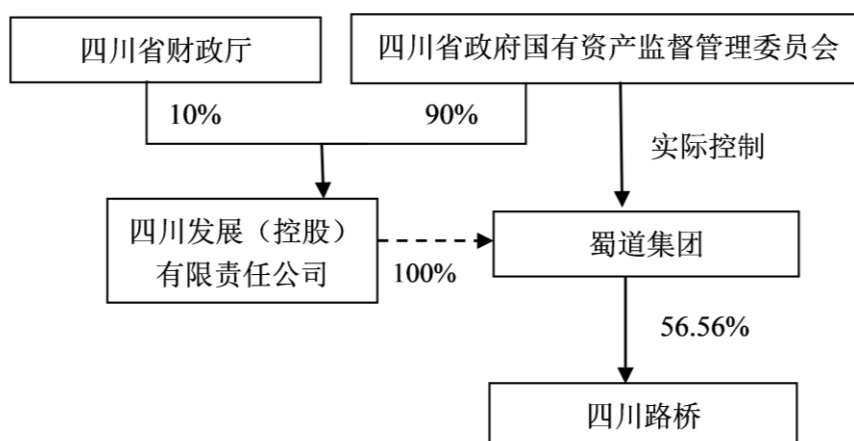 四川省财政厅
四川省政府国有资产监督管理委员会
10%
90%
实际控制
四川发展（控股）
有限责任公司
100%
蜀道集团
56.56%
四川路桥